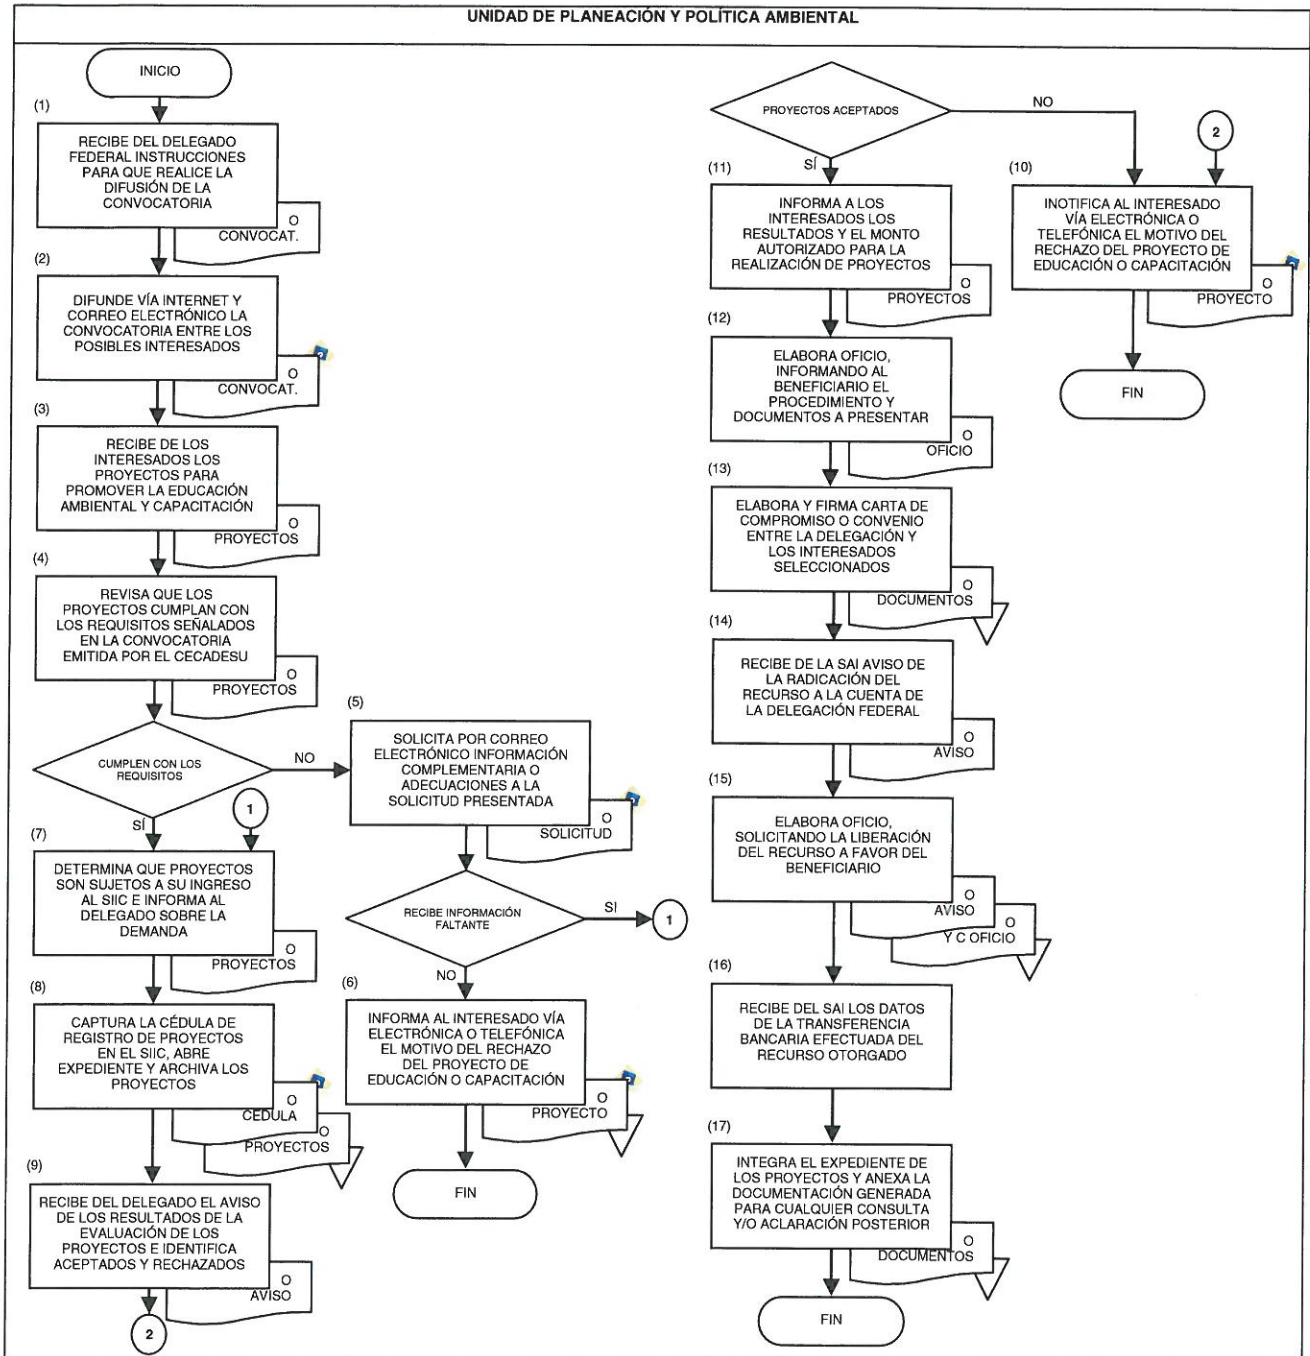 UNIDAD DE PLANEACIÓN Y POLÍTICA AMBIENTAL
INICIO
(1)
RECIBE DEL DELEGADO
FEDERAL INSTRUCCIONES
PARA QUE REALICE LA
DIFUSIÓN DE LA
CONVOCATORIA
O
CONVOCAT.
(2)
DIFUNDE VÍA INTERNET Y
CORREO ELECTRÓNICO LA
CONVOCATORIA ENTRE LOS
POSIBLES INTERESADOS
O
CONVOCAT.
(3)
RECIBE DE LOS
INTERESADOS LOS
PROYECTOS PARA
PROMOVER LA EDUCACIÓN
AMBIENTAL Y CAPACITACIÓN
O
PROYECTOS
(4)
REVISA QUE LOS
PROYECTOS CUMPLAN CON
LOS REQUISITOS SEÑALADOS
EN LA CONVOCATORIA
EMITIDA POR EL CECADESU
O
PROYECTOS
CUMPLEN CON LOS
REQUISITOS
NO
SÍ
1
(5)
SOLICITA POR CORREO
ELECTRÓNICO INFORMACIÓN
COMPLEMENTARIA O
ADECUACIONES A LA
SOLICITUD PRESENTADA
O
SOLICITUD
RECIBE INFORMACIÓN
FALTANTE
SI
1
NO
(6)
INFORMA AL INTERESADO VÍA
ELECTRÓNICA O TELEFÓNICA
EL MOTIVO DEL RECHAZO
DEL PROYECTO DE
EDUCACIÓN O CAPACITACIÓN
O
PROYECTO
FIN
(7)
DETERMINA QUE PROYECTOS
SON SUJETOS A SU INGRESO
AL SIIC E INFORMA AL
DELEGADO SOBRE LA
DEMANDA
O
PROYECTOS
(8)
CAPTURA LA CÉDULA DE
REGISTRO DE PROYECTOS
EN EL SIIC, ABRE
EXPEDIENTE Y ARCHIVA LOS
PROYECTOS
O
CEDULA
O
PROYECTOS
(9)
RECIBE DEL DELEGADO EL AVISO
DE LOS RESULTADOS DE LA
EVALUACIÓN DE LOS
PROYECTOS E IDENTIFICA
ACEPTADOS Y RECHAZADOS
O
AVISO
2
PROYECTOS ACEPTADOS
NO
SÍ
2
(10)
INOTIFICA AL INTERESADO
VÍA ELECTRÓNICA O
TELEFÓNICA EL MOTIVO DEL
RECHAZO DEL PROYECTO DE
EDUCACIÓN O CAPACITACIÓN
O
PROYECTO
FIN
(11)
INFORMA A LOS
INTERESADOS LOS
RESULTADOS Y EL MONTO
AUTORIZADO PARA LA
REALIZACIÓN DE PROYECTOS
O
PROYECTOS
(12)
ELABORA OFICIO,
INFORMANDO AL
BENEFICIARIO EL
PROCEDIMIENTO Y
DOCUMENTOS A PRESENTAR
O
OFICIO
(13)
ELABORA Y FIRMA CARTA DE
COMPROMISO O CONVENIO
ENTRE LA DELEGACIÓN Y
LOS INTERESADOS
SELECCIONADOS
O
DOCUMENTOS
(14)
RECIBE DE LA SAI AVISO DE
LA RADICACIÓN DEL
RECURSO A LA CUENTA DE
LA DELEGACIÓN FEDERAL
O
AVISO
(15)
ELABORA OFICIO,
SOLICITANDO LA LIBERACIÓN
DEL RECURSO A FAVOR DEL
BENEFICIARIO
O
AVISO
O
Y C OFICIO
(16)
RECIBE DEL SAI LOS DATOS
DE LA TRANSFERENCIA
BANCARIA EFECTUADA DEL
RECURSO OTORGADO
(17)
INTEGRA EL EXPEDIENTE DE
LOS PROYECTOS Y ANEXA LA
DOCUMENTACIÓN GENERADA
PARA CUALQUIER CONSULTA
Y/O ACLARACIÓN POSTERIOR
O
DOCUMENTOS
FIN